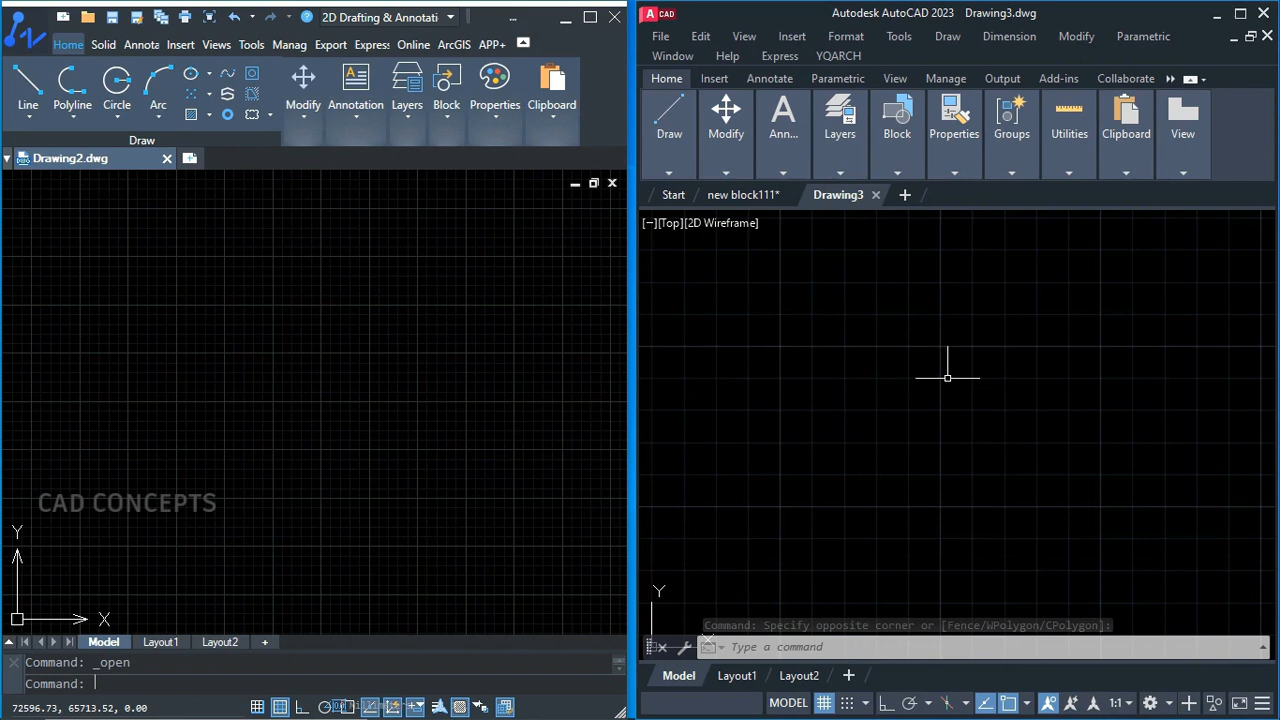 2D Drafting & Annotati
...
Home Solid Annota Insert Views Tools Manag Export Express Online ArcGIS APP+
Line Polyline Circle Arc Modify Annotation Layers Block Properties Clipboard
Draw
Drawing2.dwg
CAD CONCEPTS
Y
X
Model Layout1 Layout2 +
Command: _open
Command:
72596.73, 65713.52, 0.00
A CAD Autodesk AutoCAD 2023 Drawing3.dwg
File Edit View Insert Format Tools Draw Dimension Modify Parametric
Window Help Express YQARCH
Home Insert Annotate Parametric View Manage Output Add-ins Collaborate
Draw Modify Ann... Layers Block Properties Groups Utilities Clipboard View
Start new block111* Drawing3
[−][Top][2D Wireframe]
Y
Command: Specify opposite corner or [Fence/WPolygon/CPolygon]:
Type a command
Model Layout1 Layout2 +
MODEL 1:1